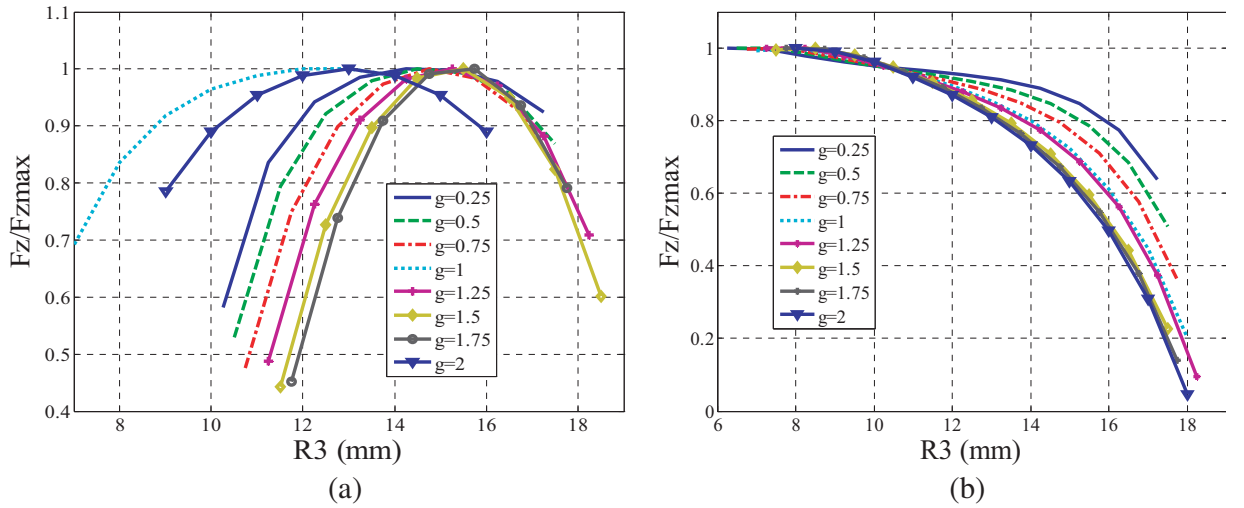 1.1
1
0.9
0.8
0.7
0.6
0.5
0.4
Fz/Fzmax
8 10 12 14 16 18
R3 (mm)
g=0.25
g=0.5
g=0.75
g=1
g=1.25
g=1.5
g=1.75
g=2
(a)
1
0.8
0.6
0.4
0.2
0
Fz/Fzmax
6 8 10 12 14 16 18
R3 (mm)
g=0.25
g=0.5
g=0.75
g=1
g=1.25
g=1.5
g=1.75
g=2
(b)